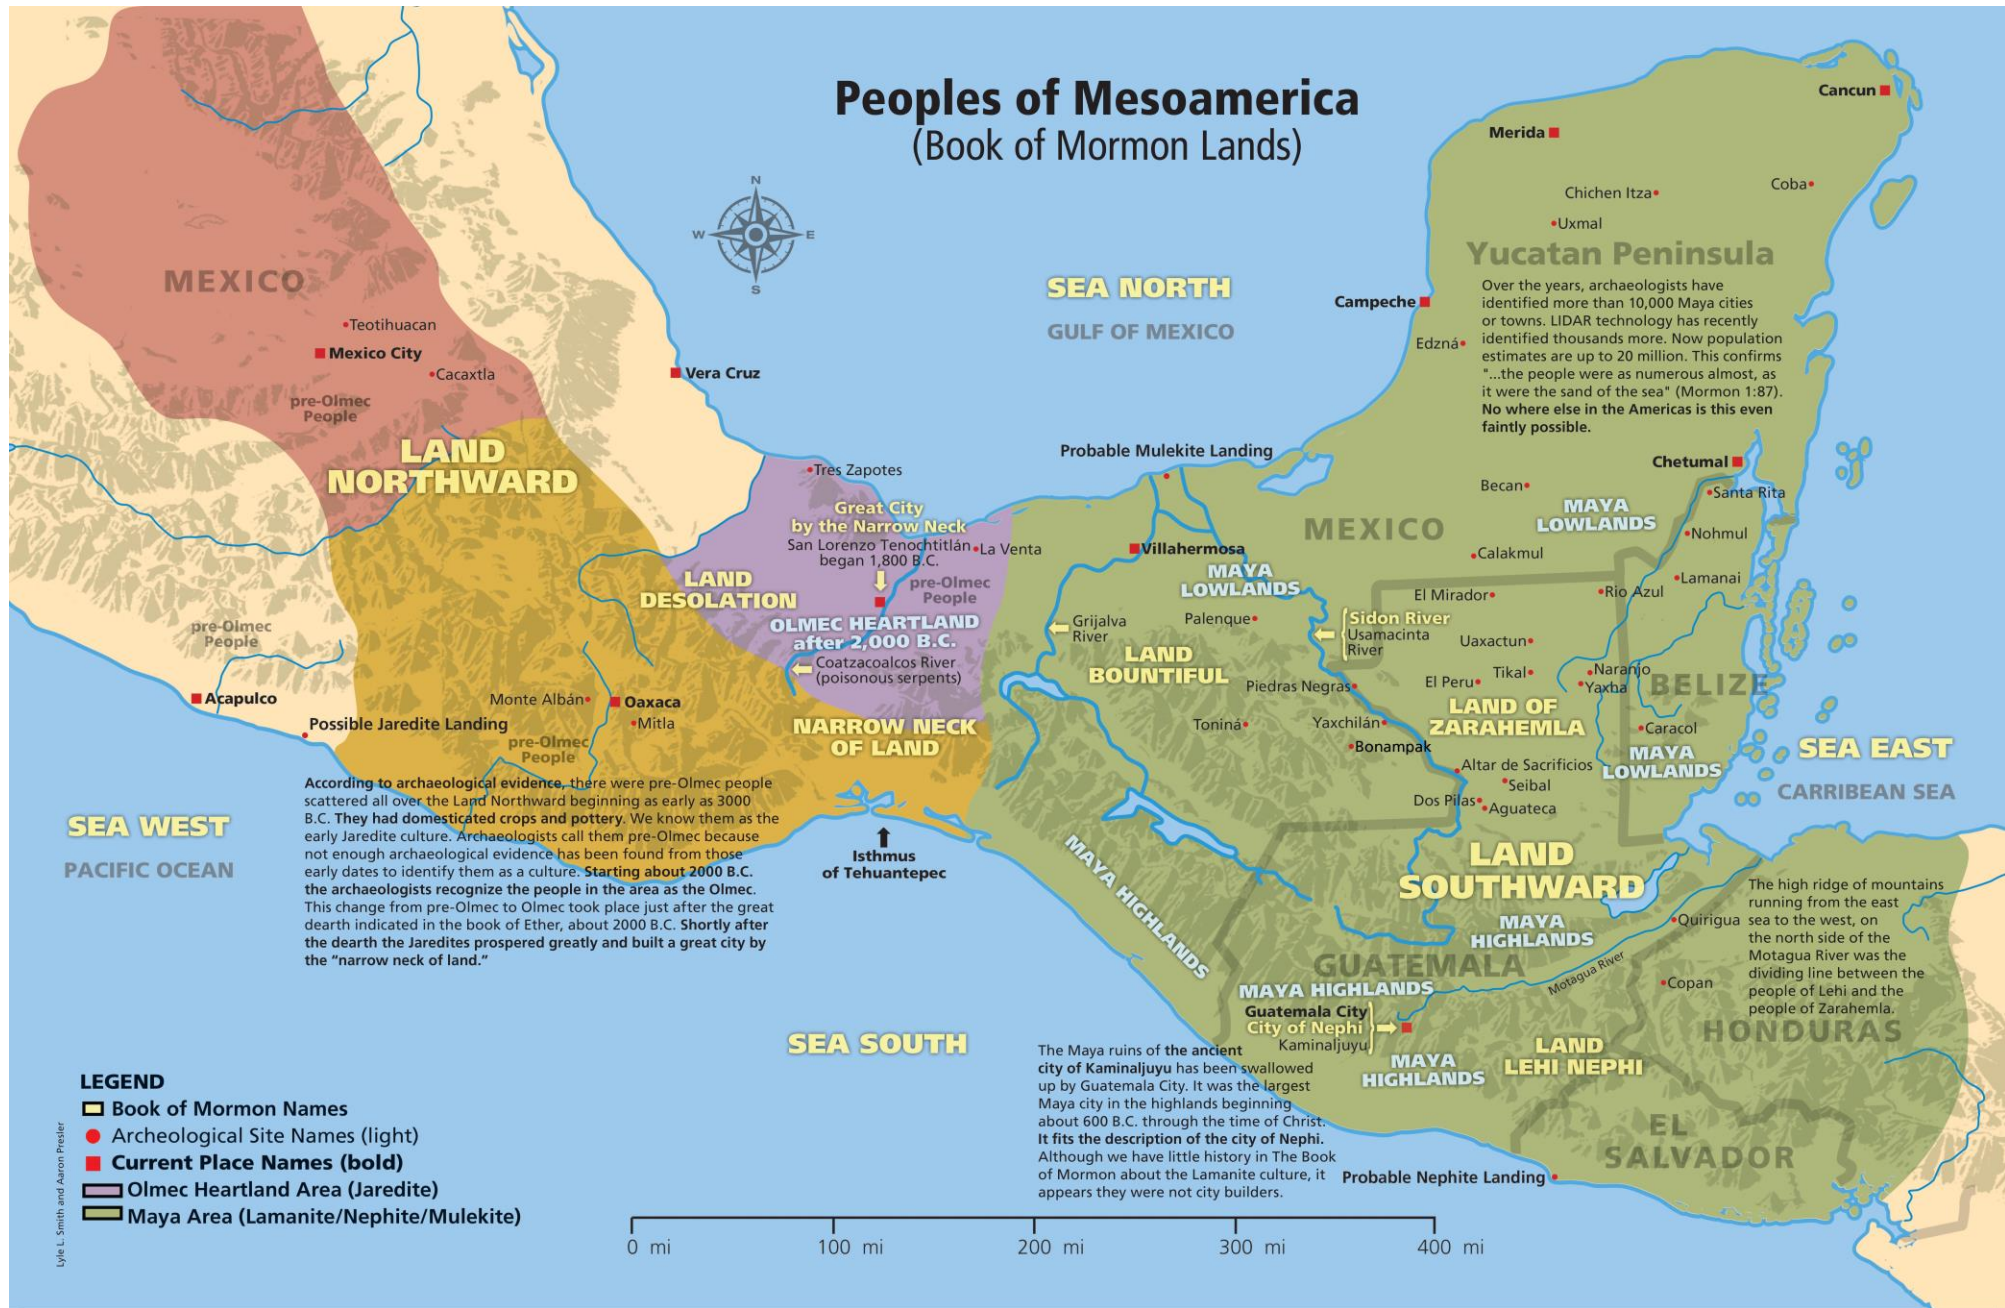 Peoples of Mesoamerica
(Book of Mormon Lands)
N
W
E
S
SEA NORTH
GULF OF MEXICO
Cancun
Merida
Coba
Chichen Itza
Uxmal
Yucatan Peninsula
Over the years, archaeologists have
identified more than 10,000 Maya cities
or towns. LIDAR technology has recently
identified thousands more. Now population
estimates are up to 20 million. This confirms
"...the people were as numerous almost, as
it were the sand of the sea" (Mormon 1:87).
No where else in the Americas is this even
faintly possible.
Campeche
Edzná
MEXICO
Teotihuacan
Mexico City
Cacaxtla
pre-Olmec
People
Vera Cruz
LAND
NORTHWARD
Tres Zapotes
Great City
by the Narrow Neck
San Lorenzo Tenochtitlán
began 1,800 B.C.
La Venta
pre-Olmec
People
LAND
DESOLATION
OLMEC HEARTLAND
after 2,000 B.C.
Coatzacoalcos River
(poisonous serpents)
NARROW NECK
OF LAND
pre-Olmec
People
Acapulco
Possible Jaredite Landing
Monte Albán
Oaxaca
Mitla
pre-Olmec
People
Isthmus
of Tehuantepec
Probable Mulekite Landing
Villahermosa
MEXICO
MAYA
LOWLANDS
Grijalva
River
Palenque
Sidon River
Usamacinta
River
LAND
BOUNTIFUL
Piedras Negras
Toniná
Yaxchilán
Bonampak
Chetumal
Becan
Santa Rita
MAYA
LOWLANDS
Nohmul
Calakmul
Lamanai
El Mirador
Rio Azul
Uaxactun
Naranjo
Tikal
Yaxha
El Peru
BELIZE
LAND OF
ZARAHEMLA
Caracol
MAYA
LOWLANDS
Altar de Sacrificios
Seibal
Dos Pilas
Aguateca
SEA EAST
CARRIBEAN SEA
SEA WEST
PACIFIC OCEAN
According to archaeological evidence, there were pre-Olmec people
scattered all over the Land Northward beginning as early as 3000
B.C. They had domesticated crops and pottery. We know them as the
early Jaredite culture. Archaeologists call them pre-Olmec because
not enough archaeological evidence has been found from those
early dates to identify them as a culture. Starting about 2000 B.C.
the archaeologists recognize the people in the area as the Olmec.
This change from pre-Olmec to Olmec took place just after the great
dearth indicated in the book of Ether, about 2000 B.C. Shortly after
the dearth the Jaredites prospered greatly and built a great city by
the “narrow neck of land.”
MAYA HIGHLANDS
LAND
SOUTHWARD
MAYA
HIGHLANDS
Quirigua
GUATEMALA
MAYA HIGHLANDS
Motagua River
Copan
The high ridge of mountains
running from the east
sea to the west, on
the north side of the
Motagua River was the
dividing line between the
people of Lehi and the
people of Zarahemla.
HONDURAS
Guatemala City
City of Nephi
Kaminaljuyu
MAYA
HIGHLANDS
LAND
LEHI NEPHI
EL
SALVADOR
SEA SOUTH
The Maya ruins of the ancient
city of Kaminaljuyu has been swallowed
up by Guatemala City. It was the largest
Maya city in the highlands beginning
about 600 B.C. through the time of Christ.
It fits the description of the city of Nephi.
Although we have little history in The Book
of Mormon about the Lamanite culture, it
appears they were not city builders.
Probable Nephite Landing
LEGEND
Book of Mormon Names
Archeological Site Names (light)
Current Place Names (bold)
Olmec Heartland Area (Jaredite)
Maya Area (Lamanite/Nephite/Mulekite)
Lyle L. Smith and Aaron Presler
0 mi
100 mi
200 mi
300 mi
400 mi